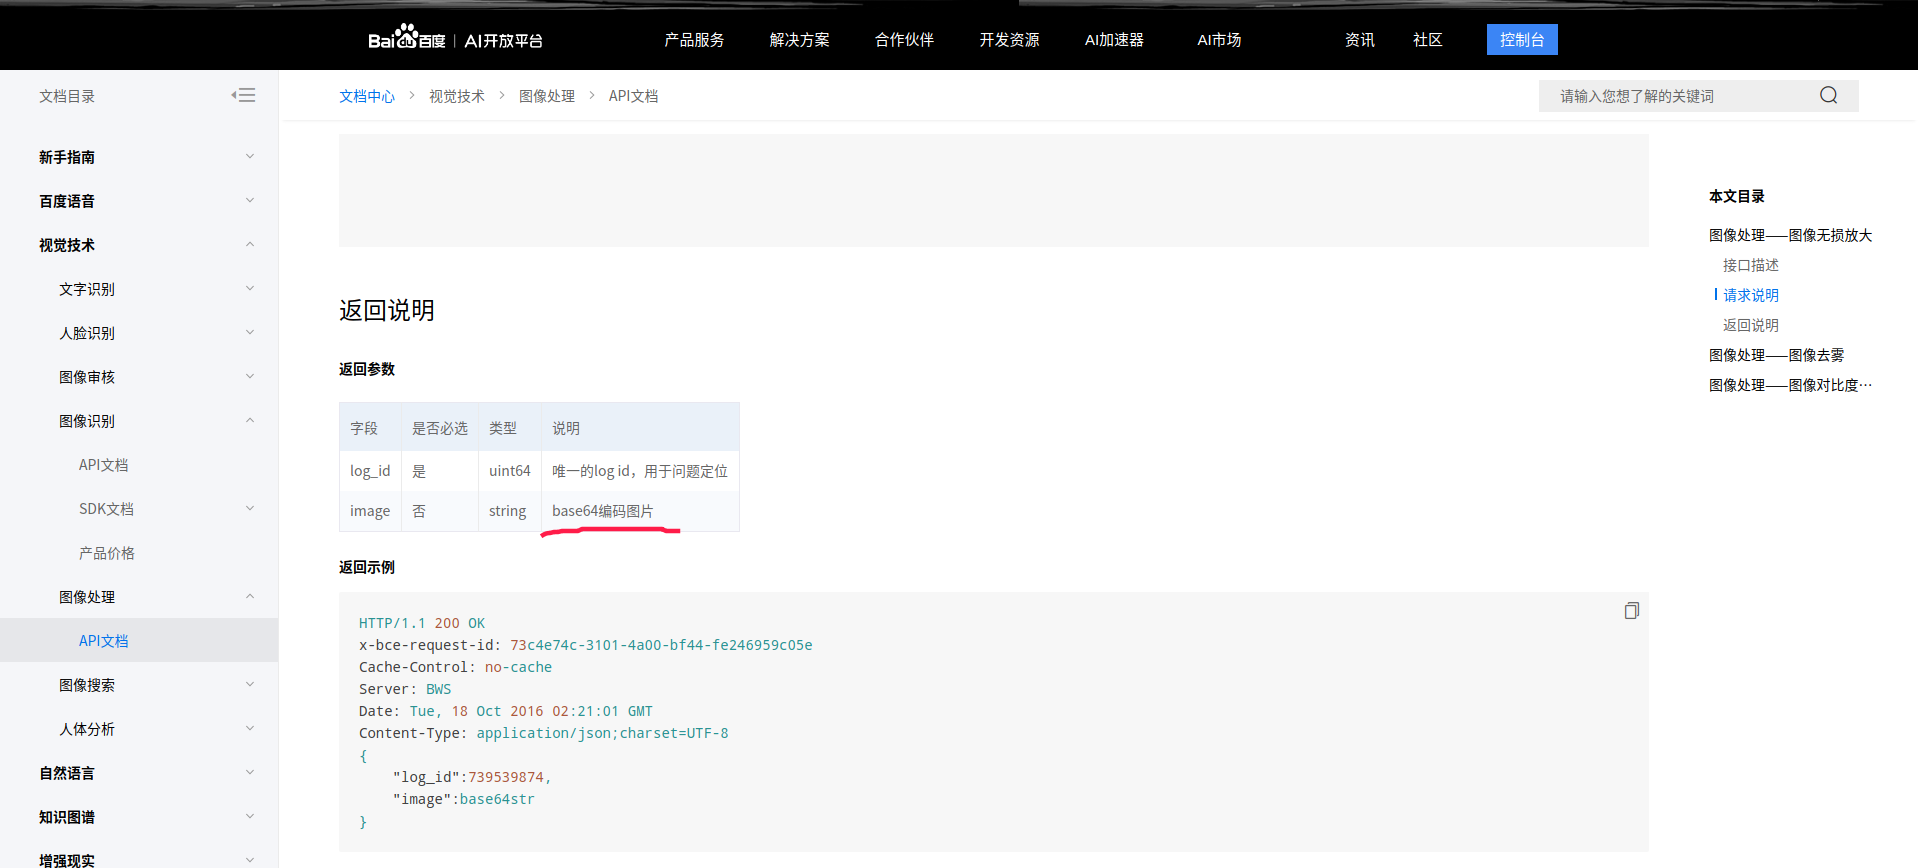 Baidu百度 | AI开放平台 产品服务 解决方案 合作伙伴 开发资源 AI加速器 AI市场 资讯 社区 控制台
文档目录
新手指南
百度语音
视觉技术
文字识别
人脸识别
图像审核
图像识别
API文档
SDK文档
产品价格
图像处理
API文档
图像搜索
人体分析
自然语言
知识图谱
增强现实
文档中心 > 视觉技术 > 图像处理 > API文档
请输入您想了解的关键词
返回说明
返回参数
字段 是否必选 类型 说明
log_id 是 uint64 唯一的log id，用于问题定位
image 否 string base64编码图片
返回示例
HTTP/1.1 200 OK
x-bce-request-id: 73c4e74c-3101-4a00-bf44-fe246959c05e
Cache-Control: no-cache
Server: BWS
Date: Tue, 18 Oct 2016 02:21:01 GMT
Content-Type: application/json;charset=UTF-8
{
"log_id":739539874,
"image":base64str
}
本文目录
图像处理——图像无损放大
接口描述
请求说明
返回说明
图像处理——图像去雾
图像处理——图像对比度…